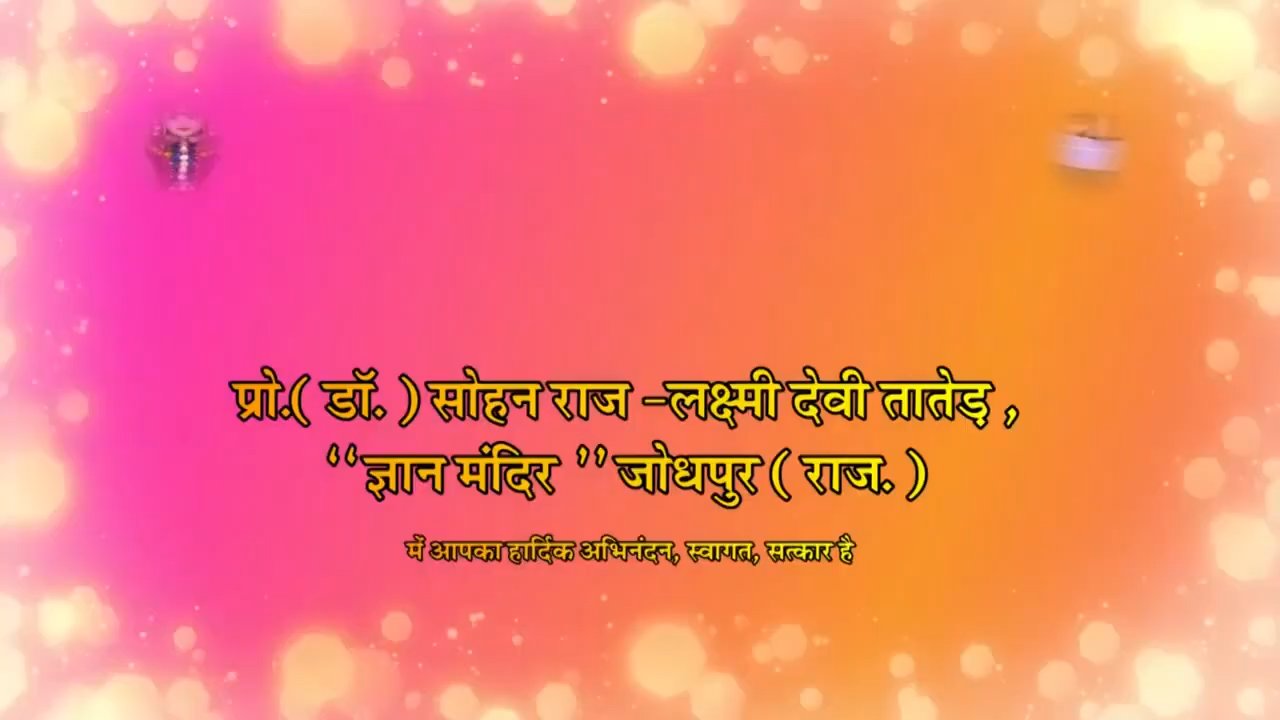 प्रो.( डॉ. ) सोहन राज -लक्ष्मी देवी तातेड़ ,
‘‘ज्ञान मंदिर ’’ जोधपुर ( राज. )
में आपका हार्दिक अभिनंदन, स्वागत, सत्कार है